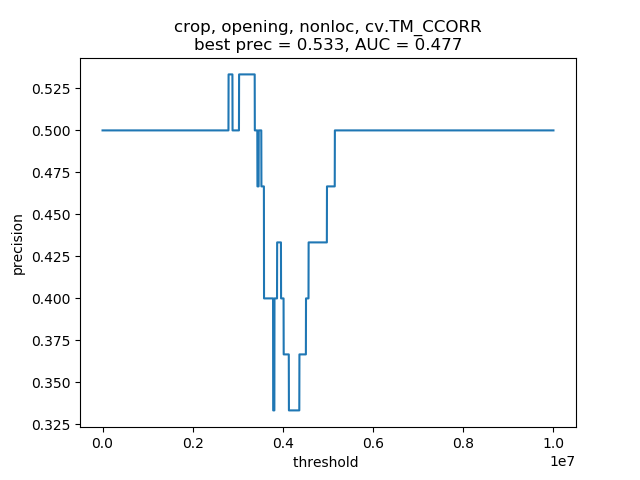 crop, opening, nonloc, cv.TM_CCORR
best prec = 0.533, AUC = 0.477
0.525
0.500
0.475
0.450
0.425
0.400
0.375
0.350
0.325
precision
0.0 0.2 0.4 0.6 0.8 1.0
1e7
threshold